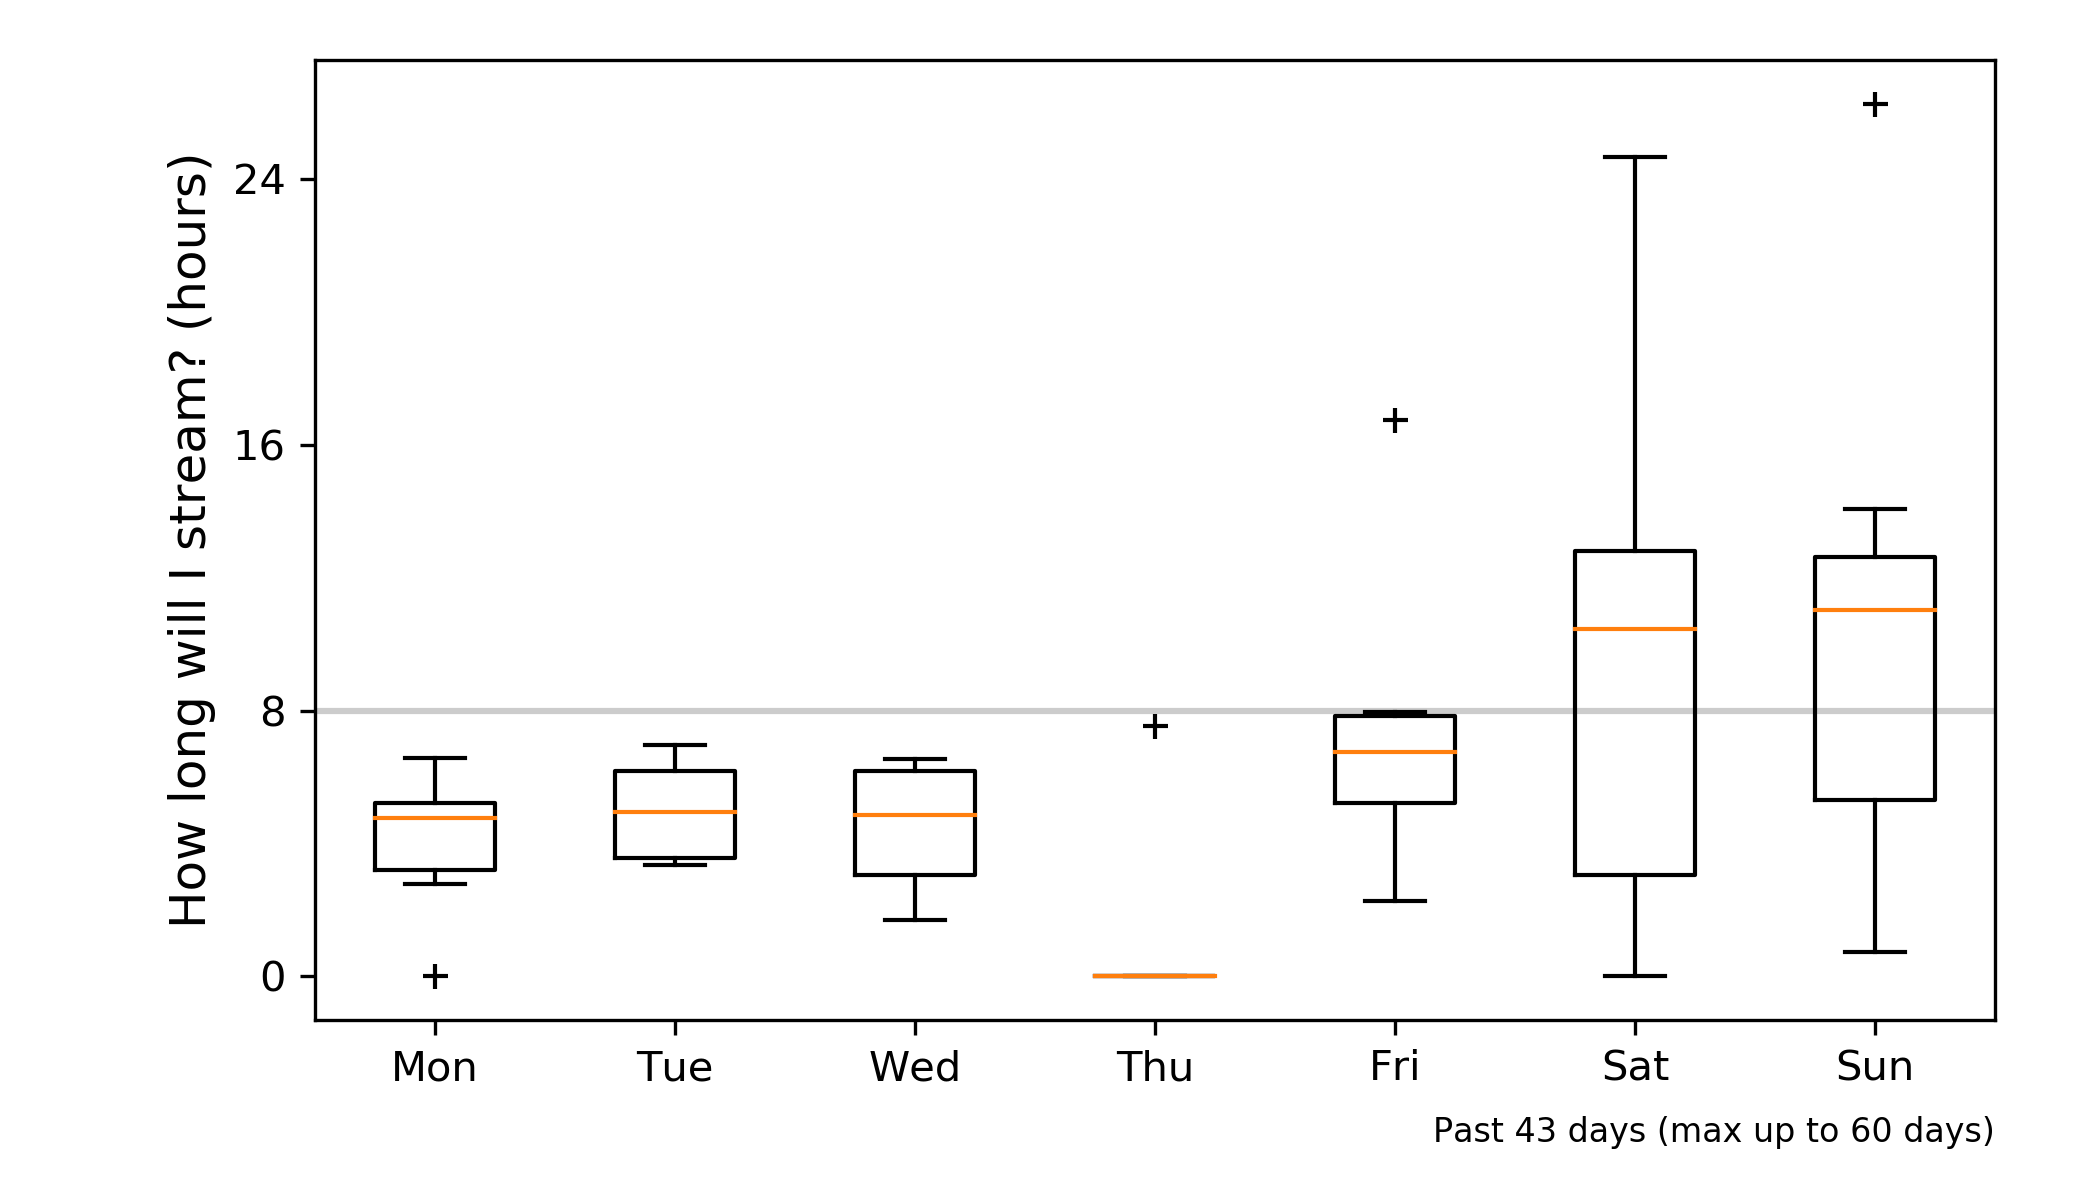 How long will I stream? (hours)
24
16
8
0
Mon Tue Wed Thu Fri Sat Sun
Past 43 days (max up to 60 days)